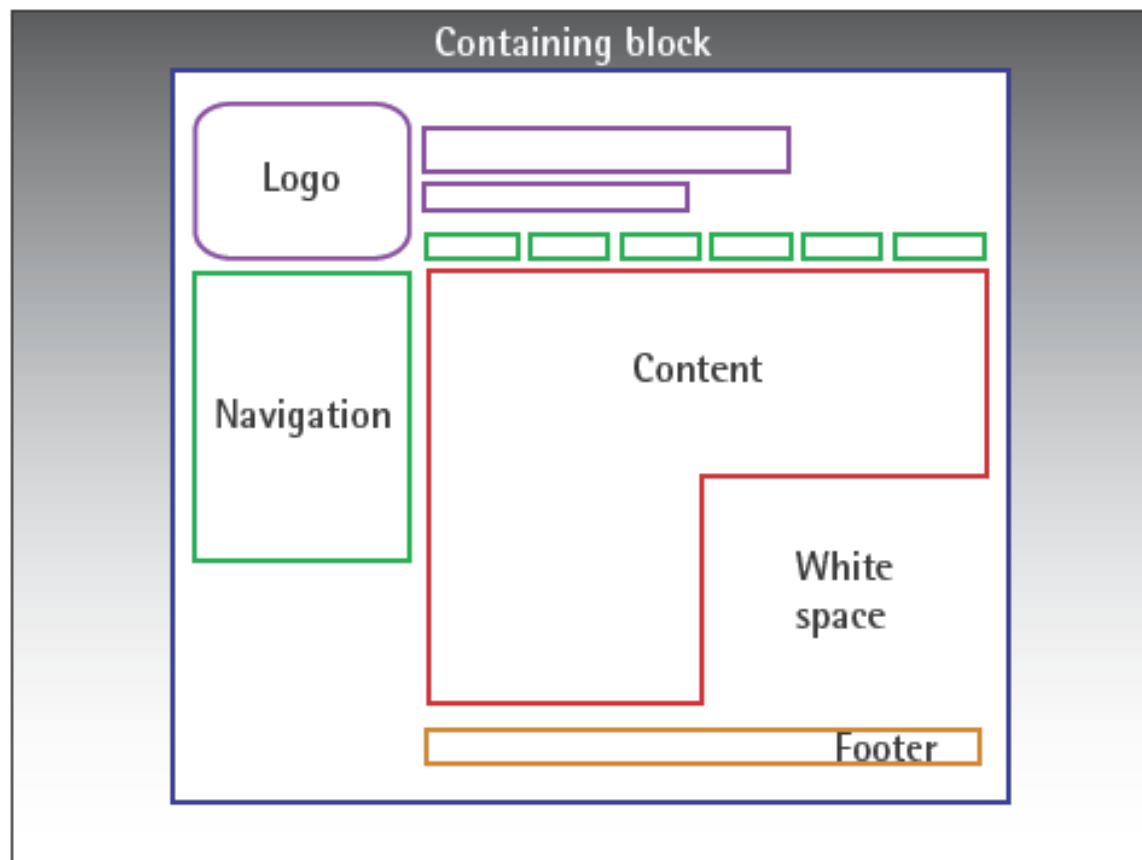 Containing block
Logo
Content
Navigation
White
space
Footer